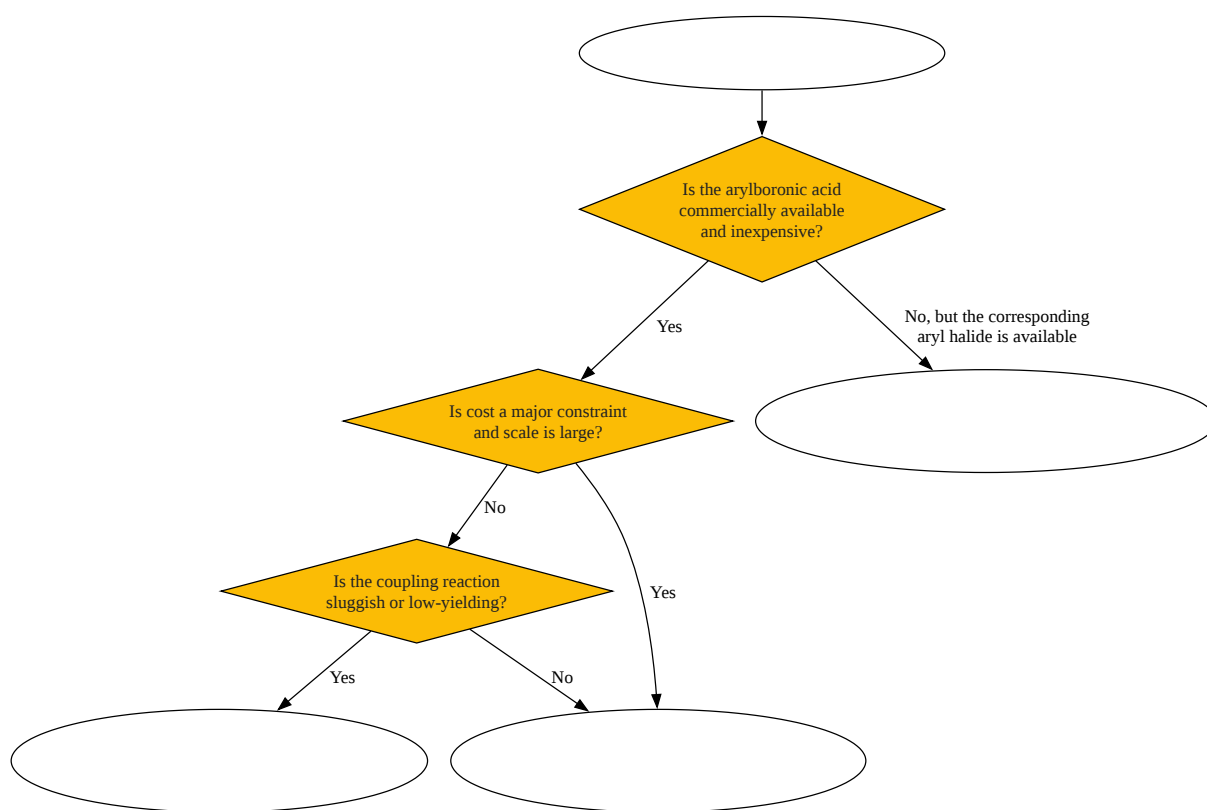 Is the arylboronic acid
commercially available
and inexpensive?
No, but the corresponding
aryl halide is available
Yes
Is cost a major constraint
and scale is large?
No
Is the coupling reaction
sluggish or low-yielding?
Yes
Yes
No